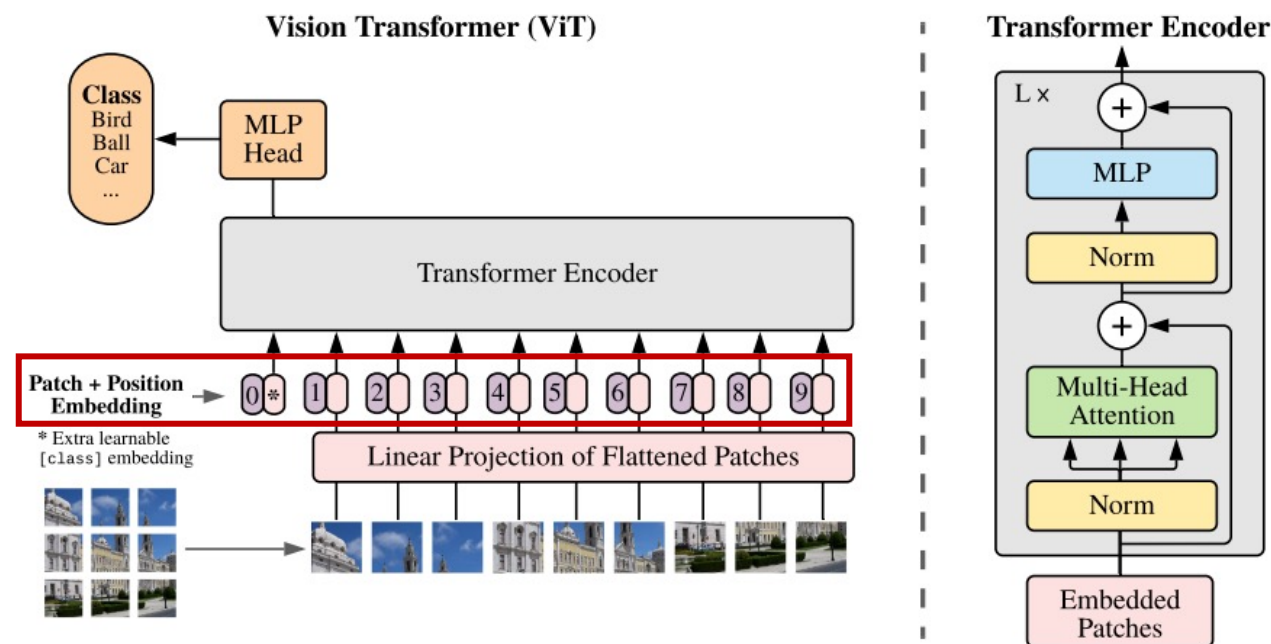 Vision Transformer (ViT)
Class
Bird
Ball
Car
...
MLP
Head
Transformer Encoder
Patch + Position
Embedding
0 * 1 2 3 4 5 6 7 8 9
* Extra learnable
[class] embedding
Linear Projection of Flattened Patches
Transformer Encoder
L ×
+
MLP
Norm
+
Multi-Head
Attention
Norm
Embedded
Patches